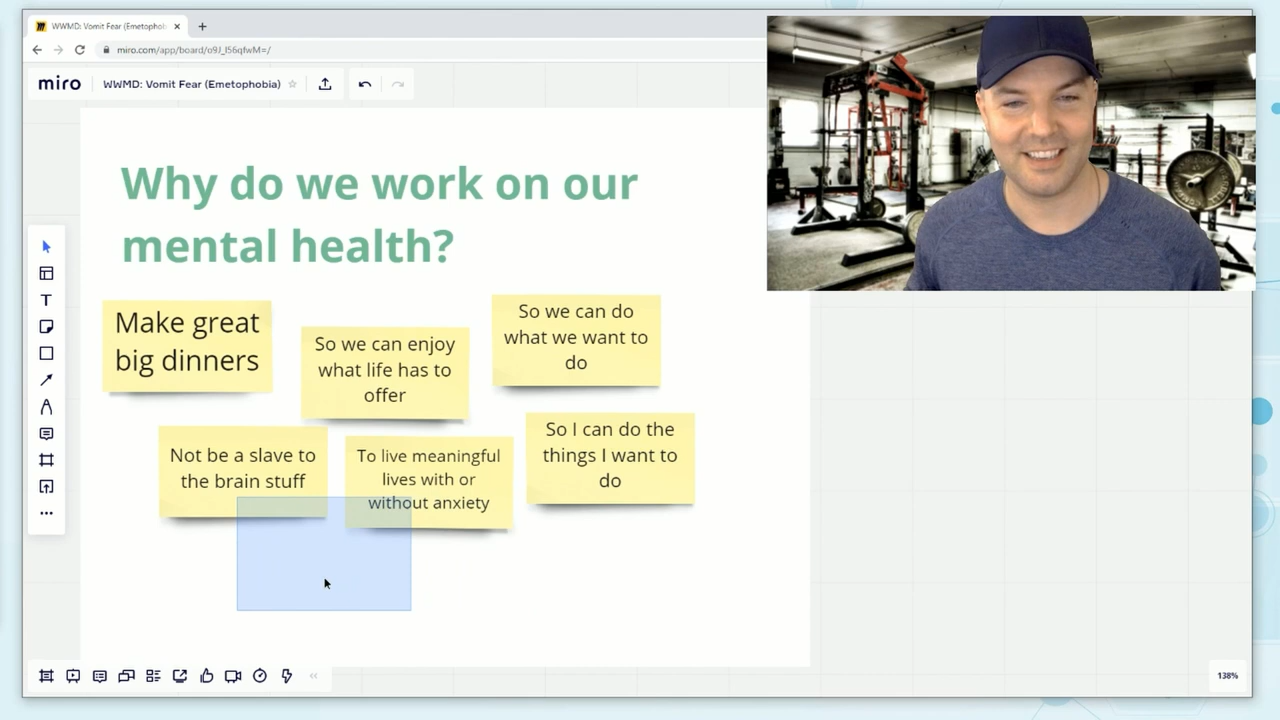 WWMD: Vomit Fear (Emetophob
miro.com/app/board/o9J_l56qfwM=/
miro
WWMD: Vomit Fear (Emetophobia)
Why do we work on our
mental health?
Make great
big dinners
So we can enjoy
what life has to
offer
So we can do
what we want to
do
Not be a slave to
the brain stuff
To live meaningful
lives with or
without anxiety
So I can do the
things I want to
do
138%